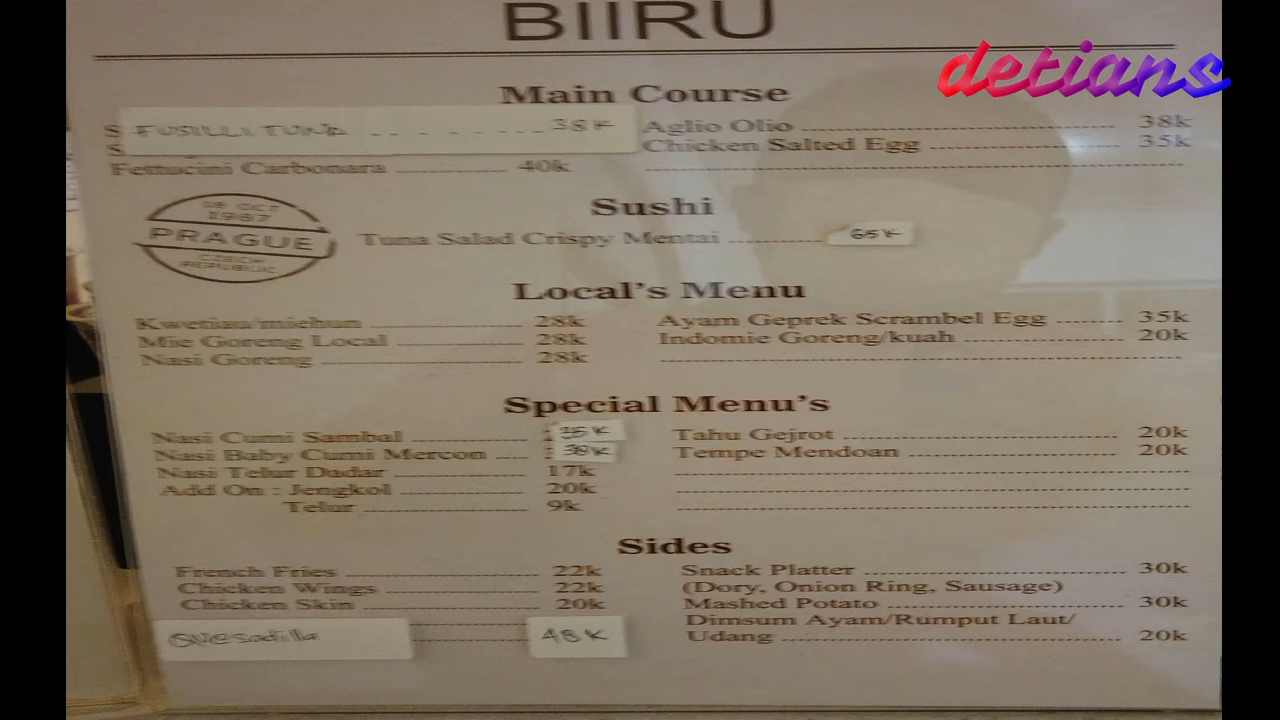 BIIRU
detians
Main Course
FUSILLI TUNA 38K
Aglio Olio 38k
Chicken Salted Egg 35k
Fettucini Carbonara 40k
18 OCT
1987
PRAGUE
CZECH
REPUBLIK
Sushi
Tuna Salad Crispy Mentai 65K
Local's Menu
Kwetiau/miehun 28k
Mie Goreng Local 28k
Nasi Goreng 28k
Ayam Geprek Scrambel Egg 35k
Indomie Goreng/kuah 20k
Special Menu's
Nasi Cumi Sambal 35K
Nasi Baby Cumi Mercon 38K
Nasi Telur Dadar 17k
Add On : Jengkol 20k
Telur 9k
Tahu Gejrot 20k
Tempe Mendoan 20k
Sides
French Fries 22k
Chicken Wings 22k
Chicken Skin 20k
Quesadilla 48K
Snack Platter 30k
(Dory, Onion Ring, Sausage)
Mashed Potato 30k
Dimsum Ayam/Rumput Laut/
Udang 20k